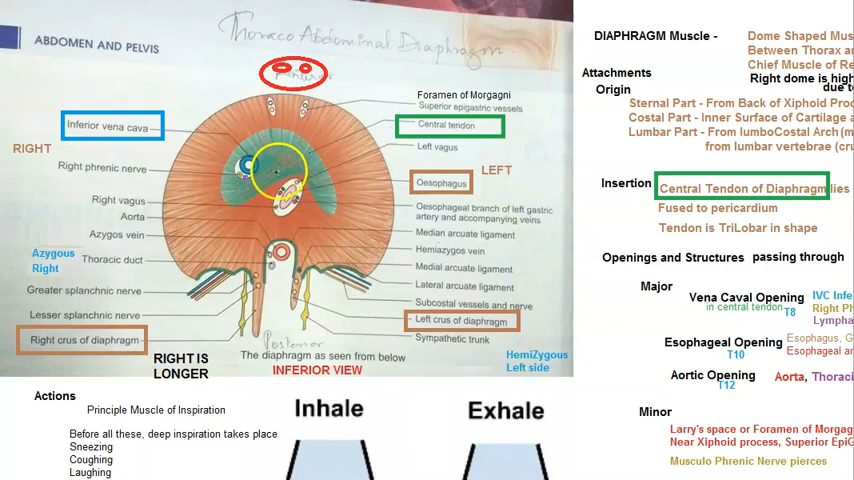 ABDOMEN AND PELVIS
Thoraco Abdominal Diaphragm
Foramen of Morgagni
Superior epigastric vessels
Inferior vena cava
Central tendon
RIGHT
Left vagus
Right phrenic nerve
LEFT
Oesophagus
Right vagus
Oesophageal branch of left gastric
artery and accompanying veins
Aorta
Azygos vein
Median arcuate ligament
Hemiazygos vein
Azygous
Right
Thoracic duct
Medial arcuate ligament
Lateral arcuate ligament
Greater splanchnic nerve
Subcostal vessels and nerve
Lesser splanchnic nerve
Left crus of diaphragm
Right crus of diaphragm
Sympathetic trunk
Posterior
RIGHT IS
LONGER
The diaphragm as seen from below
INFERIOR VIEW
HemiZygous
Left side
Actions
Principle Muscle of Inspiration
Before all these, deep inspiration takes place
Sneezing
Coughing
Laughing
Inhale
Exhale
DIAPHRAGM Muscle -
Dome Shaped Mus
Between Thorax a
Chief Muscle of Re
Right dome is high
due to
Attachments
Origin
Sternal Part - From Back of Xiphoid Proc
Costal Part - Inner Surface of Cartilage a
Lumbar Part - From lumboCostal Arch (m
from lumbar vertebrae (cru
Insertion
Central Tendon of Diaphragm lies
Fused to pericardium
Tendon is TriLobar in shape
Openings and Structures passing through
Major
Vena Caval Opening
in central tendon T8
IVC Infe
Right Ph
Lympha
Esophageal Opening
T10
Esophagus, G
Esophageal ar
Aortic Opening
T12
Aorta, Thoraci
Minor
Larry's space or Foramen of Morgag
Near Xiphoid process, Superior EpiG
Musculo Phrenic Nerve pierces